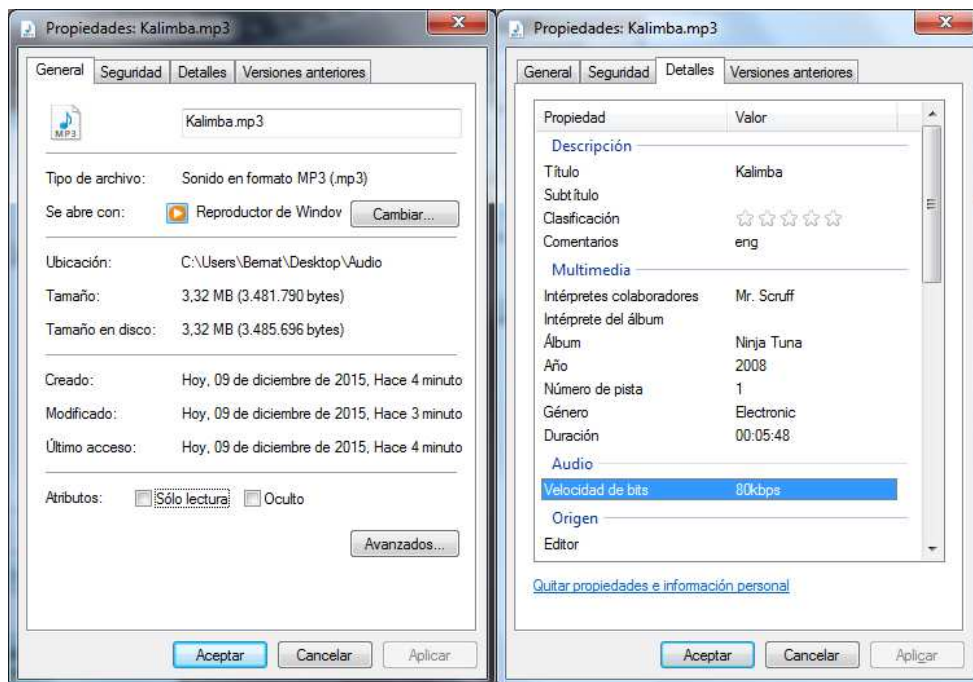 Propiedades: Kalimba.mp3
General Seguridad Detalles Versiones anteriores
MP3
Kalimba.mp3
Tipo de archivo: Sonido en formato MP3 (.mp3)
Se abre con: Reproductor de Window Cambiar...
Ubicación: C:\Users\Bernat\Desktop\Audio
Tamaño: 3,32 MB (3.481.790 bytes)
Tamaño en disco: 3,32 MB (3.485.696 bytes)
Creado: Hoy, 09 de diciembre de 2015, Hace 4 minuto
Modificado: Hoy, 09 de diciembre de 2015, Hace 3 minuto
Último acceso: Hoy, 09 de diciembre de 2015, Hace 4 minuto
Atributos: Sólo lectura Oculto
Avanzados...
Aceptar Cancelar Aplicar
Propiedades: Kalimba.mp3
General Seguridad Detalles Versiones anteriores
Propiedad Valor
Descripción
Título Kalimba
Subtítulo
Clasificación
Comentarios eng
Multimedia
Intérpretes colaboradores Mr. Scruff
Intérprete del álbum
Álbum Ninja Tuna
Año 2008
Número de pista 1
Género Electronic
Duración 00:05:48
Audio
Velocidad de bits 80kbps
Origen
Editor
Quitar propiedades e información personal
Aceptar Cancelar Aplicar